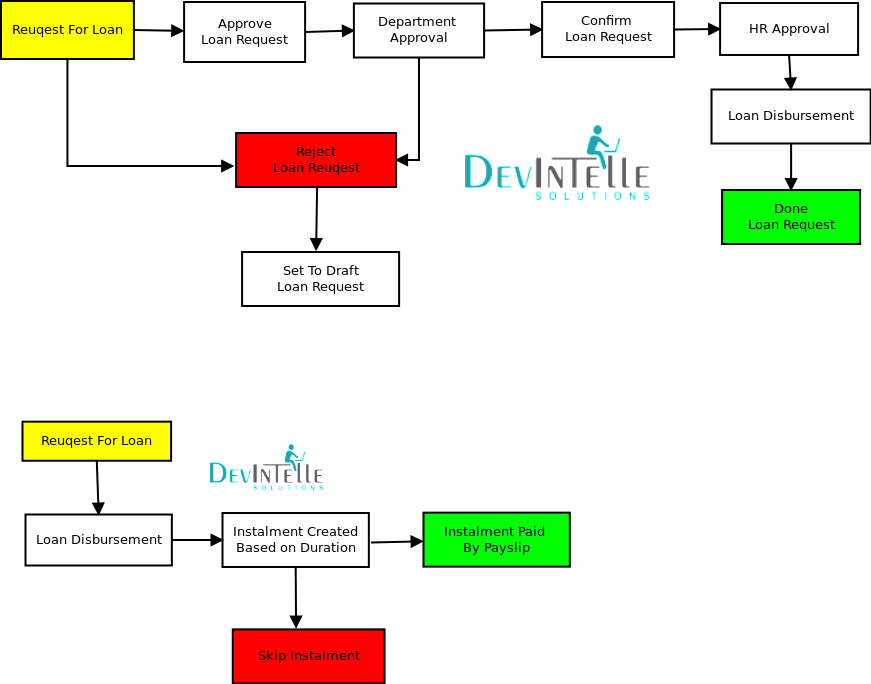 Reuqest For Loan
Approve
Loan Request
Department
Approval
Confirm
Loan Request
HR Approval
Loan Disbursement
Reject
Loan Reuqest
DevIntelle
SOLUTIONS
Done
Loan Request
Set To Draft
Loan Request
Reuqest For Loan
DevIntelle
SOLUTIONS
Loan Disbursement
Instalment Created
Based on Duration
Instalment Paid
By Payslip
Skip Instalment